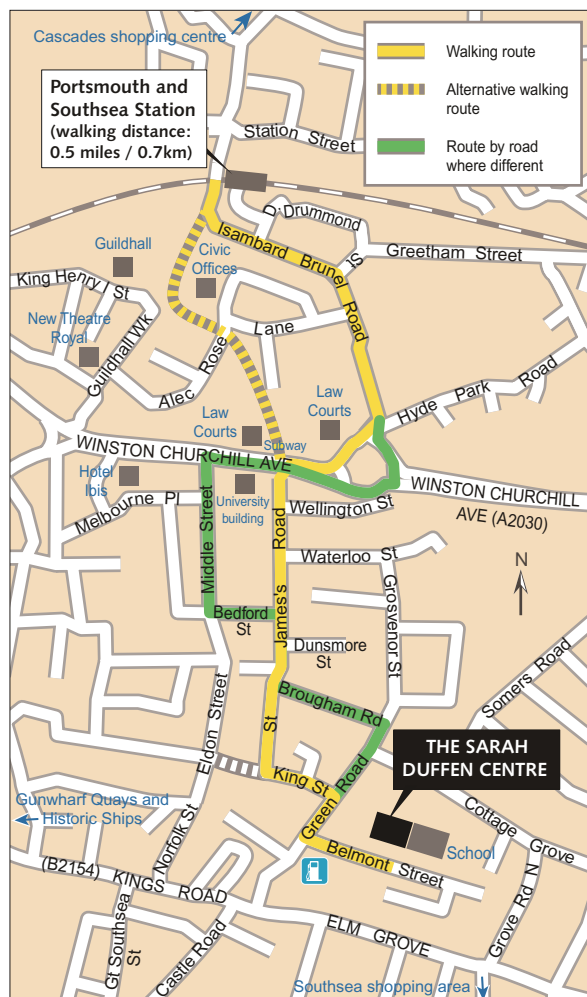 Cascades shopping centre
Walking route
Alternative walking
route
Route by road
where different
Portsmouth and
Southsea Station
(walking distance:
0.5 miles / 0.7km)
Station Street
D Drummond
St
Isambard Brunel
Road
Greetham Street
Guildhall
Civic
Offices
King Henry I St
New Theatre
Royal
Guildhall Wk
Lane
Rose
Alec
Law
Courts
Law
Courts
Hyde Park Road
Subway
WINSTON CHURCHILL AVE
Hotel
Ibis
University
building
WINSTON CHURCHILL
AVE (A2030)
Melbourne Pl
Wellington St
Middle Street
Road
Waterloo St
N
Grosvenor St
Bedford
St
James's
Dunsmore
St
Somers Road
St
Brougham Rd
Eldon Street
THE SARAH
DUFFEN CENTRE
King St
Green Road
Gunwharf Quays and
Historic Ships
Norfolk St
Cottage Grove
School
Belmont Street
(B2154) KINGS ROAD
Grove Rd N
Gt Southsea
St
Castle Road
ELM GROVE
Southsea shopping area